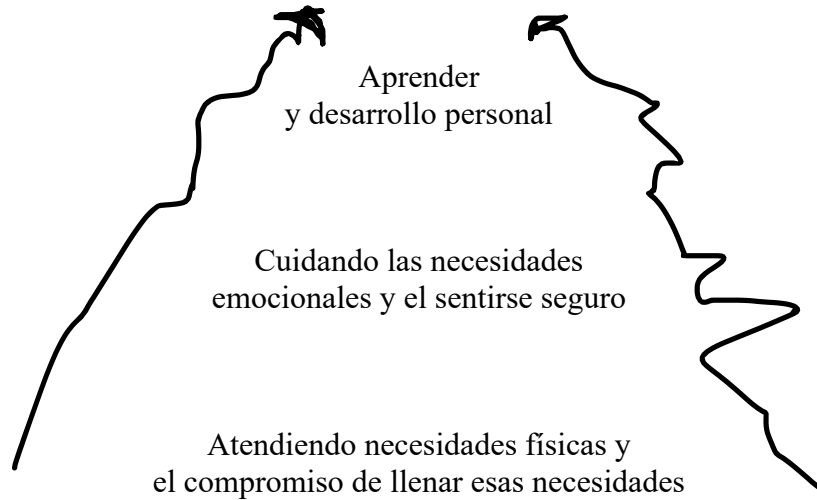 Aprender
y desarrollo personal
Cuidando las necesidades
emocionales y el sentirse seguro
Atendiendo necesidades físicas y
el compromiso de llenar esas necesidades